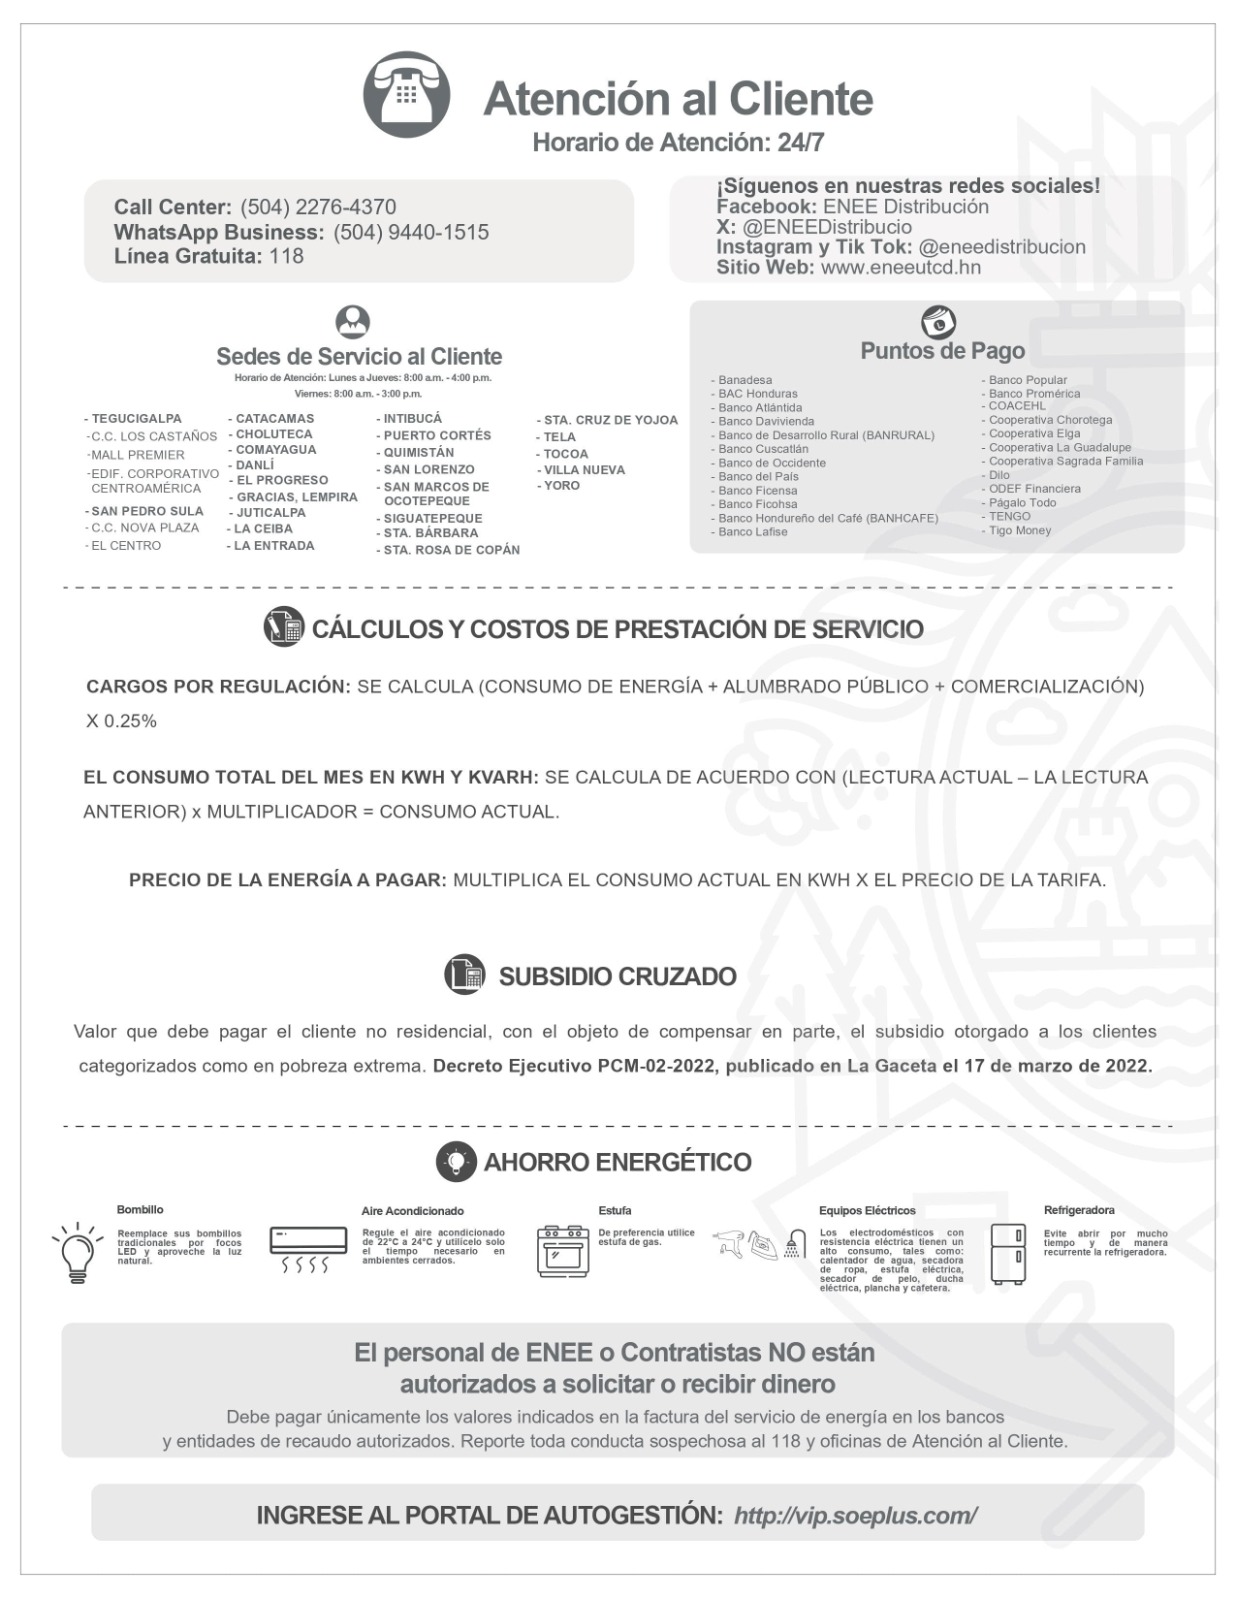 Atención al Cliente
Horario de Atención: 24/7
Call Center: (504) 2276-4370
WhatsApp Business: (504) 9440-1515
Línea Gratuita: 118
¡Síguenos en nuestras redes sociales!
Facebook: ENEE Distribución
X: @ENEEDistribucio
Instagram y Tik Tok: @eneedistribucion
Sitio Web: www.eneeutcd.hn
Sedes de Servicio al Cliente
Horario de Atención: Lunes a Jueves: 8:00 a.m. - 4:00 p.m.
Viernes: 8:00 a.m. - 3:00 p.m.
- TEGUCIGALPA
-C.C. LOS CASTAÑOS
-MALL PREMIER
-EDIF. CORPORATIVO
CENTROAMÉRICA
- SAN PEDRO SULA
- C.C. NOVA PLAZA
- EL CENTRO
- CATACAMAS
- CHOLUTECA
- COMAYAGUA
- DANLÍ
- EL PROGRESO
- GRACIAS, LEMPIRA
- JUTICALPA
- LA CEIBA
- LA ENTRADA
- INTIBUCÁ
- PUERTO CORTÉS
- QUIMISTÁN
- SAN LORENZO
- SAN MARCOS DE
OCOTEPEQUE
- SIGUATEPEQUE
- STA. BÁRBARA
- STA. ROSA DE COPÁN
- STA. CRUZ DE YOJOA
- TELA
- TOCOA
- VILLA NUEVA
- YORO
Puntos de Pago
- Banadesa
- BAC Honduras
- Banco Atlántida
- Banco Davivienda
- Banco de Desarrollo Rural (BANRURAL)
- Banco Cuscatlán
- Banco de Occidente
- Banco del País
- Banco Ficensa
- Banco Ficohsa
- Banco Hondureño del Café (BANHCAFE)
- Banco Lafise
- Banco Popular
- Banco Promérica
- COACEHL
- Cooperativa Chorotega
- Cooperativa Elga
- Cooperativa La Guadalupe
- Cooperativa Sagrada Familia
- Dilo
- ODEF Financiera
- Págalo Todo
- TENGO
- Tigo Money
CÁLCULOS Y COSTOS DE PRESTACIÓN DE SERVICIO
CARGOS POR REGULACIÓN: SE CALCULA (CONSUMO DE ENERGÍA + ALUMBRADO PÚBLICO + COMERCIALIZACIÓN)
X 0.25%
EL CONSUMO TOTAL DEL MES EN KWH Y KVARH: SE CALCULA DE ACUERDO CON (LECTURA ACTUAL – LA LECTURA
ANTERIOR) x MULTIPLICADOR = CONSUMO ACTUAL.
PRECIO DE LA ENERGÍA A PAGAR: MULTIPLICA EL CONSUMO ACTUAL EN KWH X EL PRECIO DE LA TARIFA.
SUBSIDIO CRUZADO
Valor que debe pagar el cliente no residencial, con el objeto de compensar en parte, el subsidio otorgado a los clientes
categorizados como en pobreza extrema. Decreto Ejecutivo PCM-02-2022, publicado en La Gaceta el 17 de marzo de 2022.
AHORRO ENERGÉTICO
Bombillo
Reemplace sus bombillos
tradicionales por focos
LED y aproveche la luz
natural.
Aire Acondicionado
Regule el aire acondicionado
de 22°C a 24°C y utilícelo solo
el tiempo necesario en
ambientes cerrados.
Estufa
De preferencia utilice
estufa de gas.
Equipos Eléctricos
Los electrodomésticos con
resistencia eléctrica tienen un
alto consumo, tales como:
calentador de agua, secadora
de ropa, estufa eléctrica,
secador de pelo, ducha
eléctrica, plancha y cafetera.
Refrigeradora
Evite abrir por mucho
tiempo y de manera
recurrente la refrigeradora.
El personal de ENEE o Contratistas NO están
autorizados a solicitar o recibir dinero
Debe pagar únicamente los valores indicados en la factura del servicio de energía en los bancos
y entidades de recaudo autorizados. Reporte toda conducta sospechosa al 118 y oficinas de Atención al Cliente.
INGRESE AL PORTAL DE AUTOGESTIÓN: http://vip.soeplus.com/